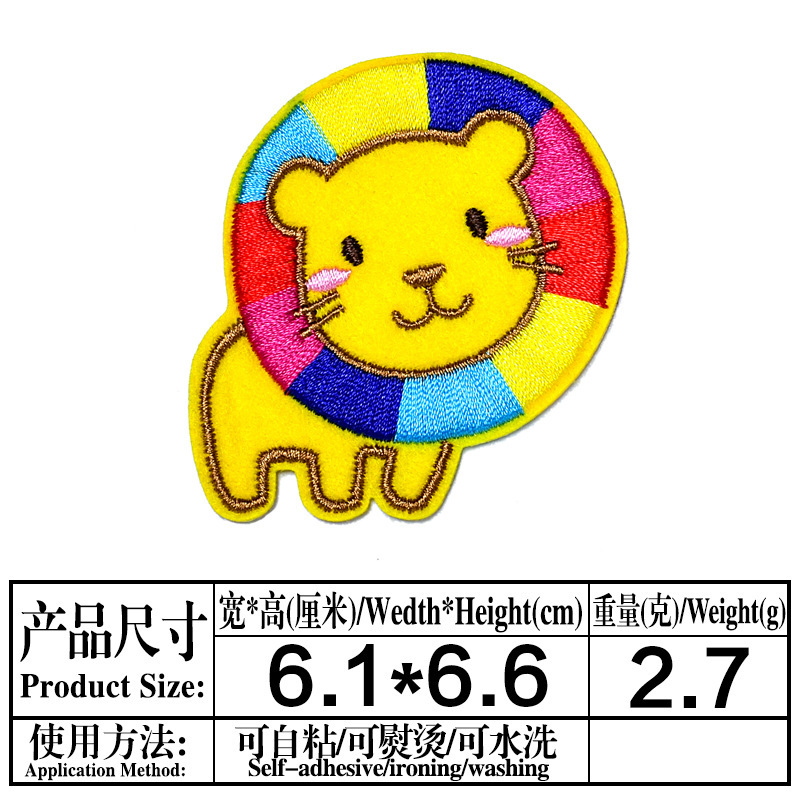 产品尺寸
Product Size:
宽*高(厘米)/Wedth*Height(cm)
重量(克)/Weight(g)
6.1*6.6
2.7
使用方法:
Application Method:
可自粘/可熨烫/可水洗
Self-adhesive/ironing/washing